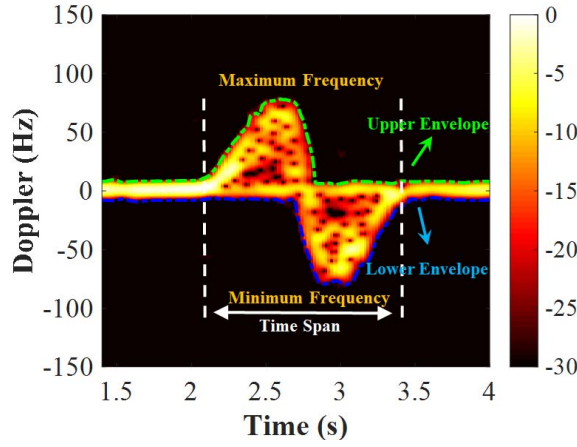 150
100
50
0
-50
-100
-150
Doppler (Hz)
Maximum Frequency
Upper Envelope
Lower Envelope
Minimum Frequency
Time Span
1.5 2 2.5 3 3.5 4
Time (s)
0
-5
-10
-15
-20
-25
-30